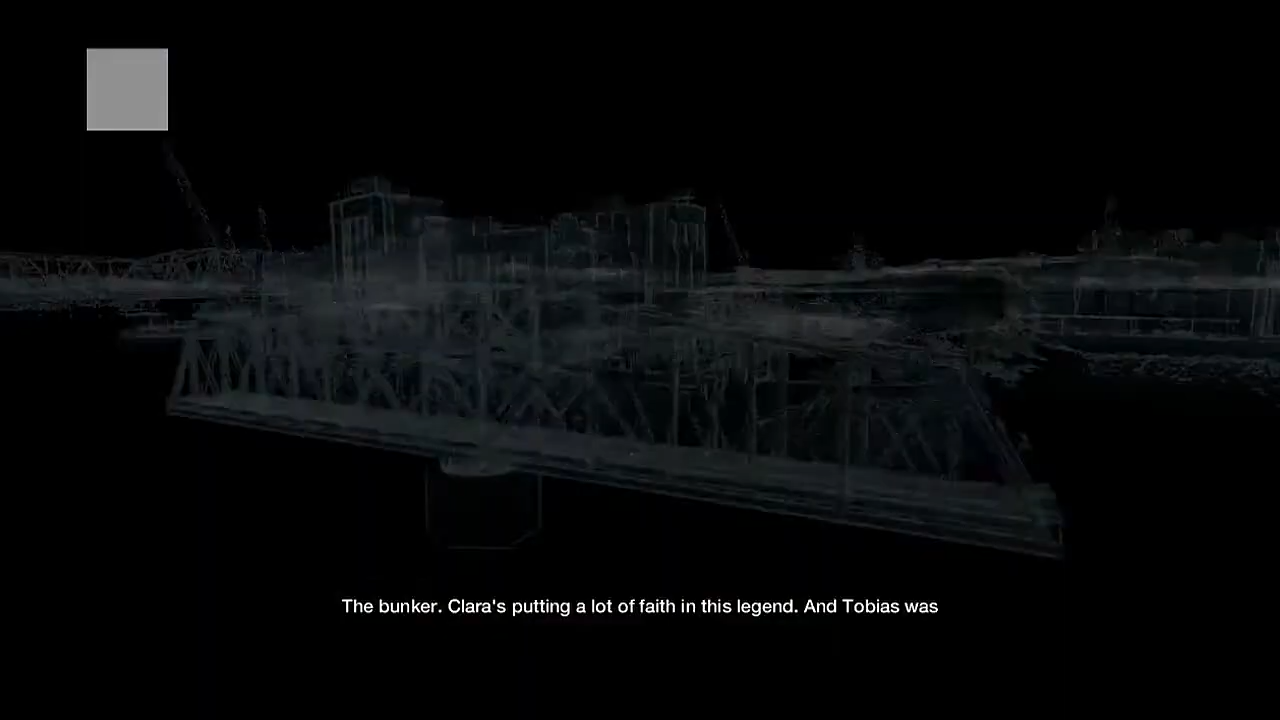 The bunker. Clara's putting a lot of faith in this legend. And Tobias was